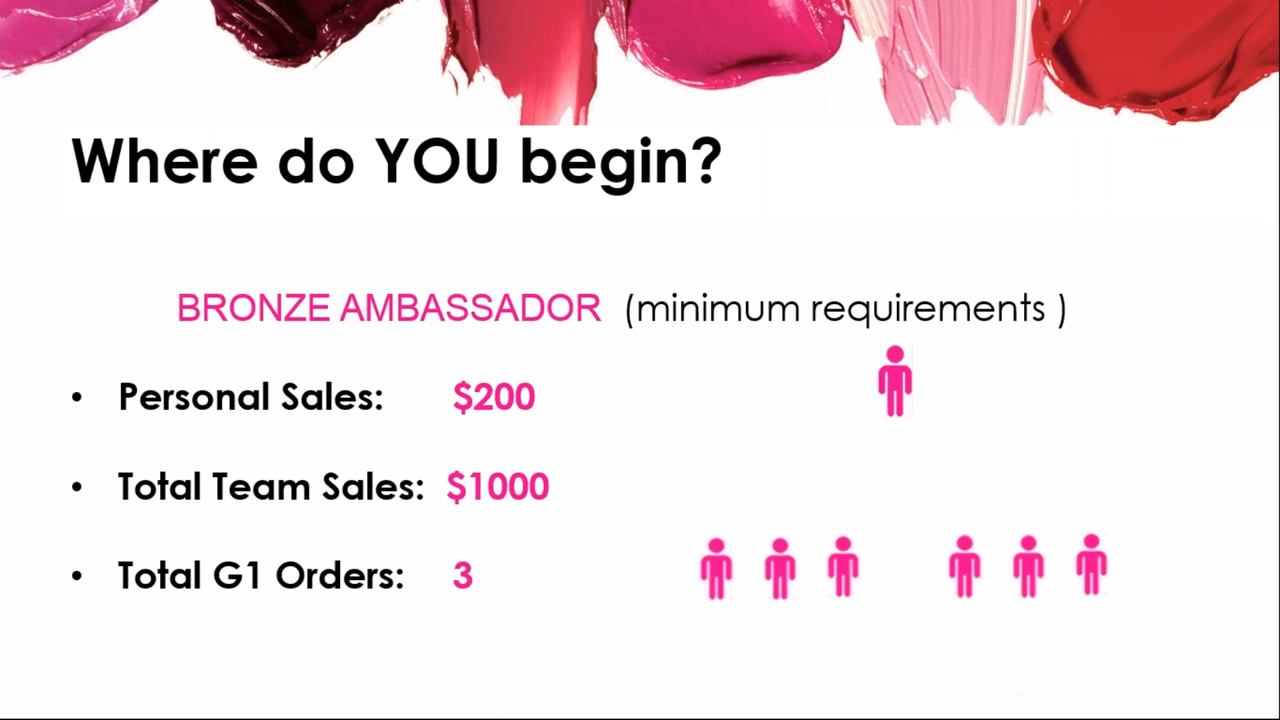 Where do YOU begin?
BRONZE AMBASSADOR (minimum requirements )
• Personal Sales: $200
• Total Team Sales: $1000
• Total G1 Orders: 3